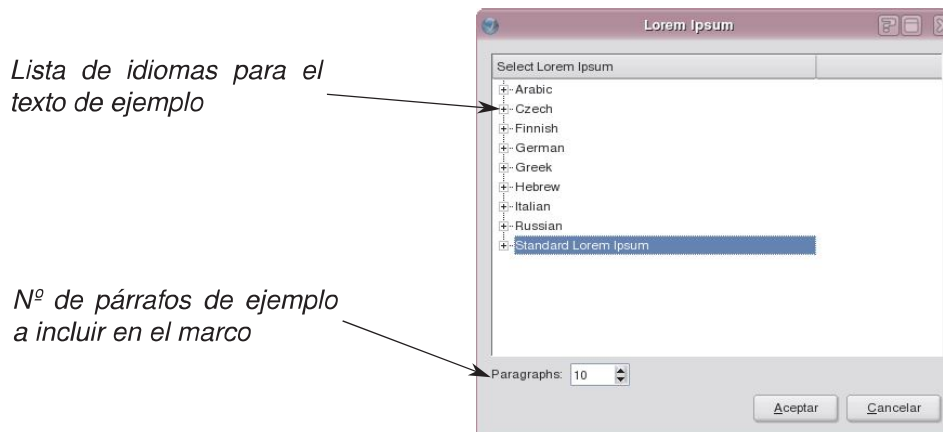 Lorem Ipsum
Lista de idiomas para el
texto de ejemplo
Select Lorem Ipsum
Arabic
Czech
Finnish
German
Greek
Hebrew
Italian
Russian
Standard Lorem Ipsum
Nº de párrafos de ejemplo
a incluir en el marco
Paragraphs: 10
Aceptar Cancelar